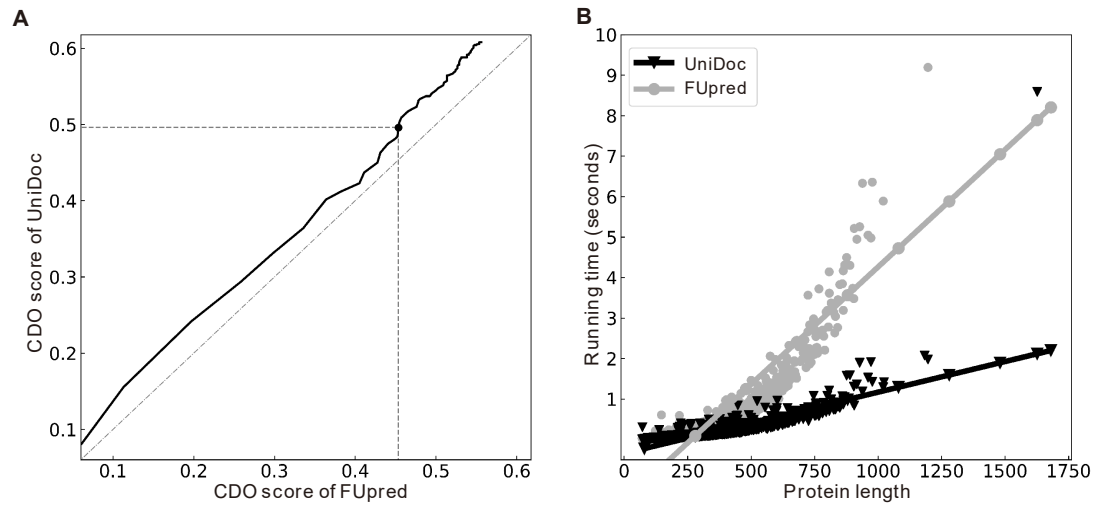 A
0.6
0.5
0.4
0.3
0.2
0.1
CDO score of UniDoc
0.1 0.2 0.3 0.4 0.5 0.6
CDO score of FUpred
B
10
9
8
7
6
5
4
3
2
1
Running time (seconds)
UniDoc
FUpred
0 250 500 750 1000 1250 1500 1750
Protein length